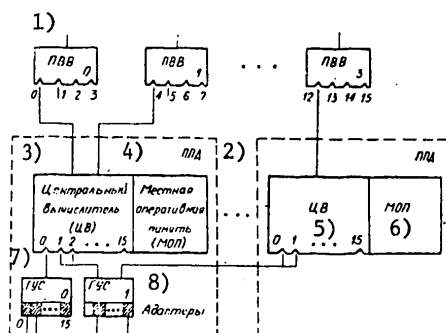 1)
ПВВ 0
ПВВ 1
ПВВ 3
0 1 2 3
4 5 6 7
12 13 14 15
3)
4)
ППД
2)
ППД
Центральный вычислитель (ЦВ)
Местная оперативная память (МОП)
ЦВ
5)
МОП
6)
0 1 2 15
0 1 15
7)
8)
ГУС 0
ГУС 1
Адаптеры
0 15